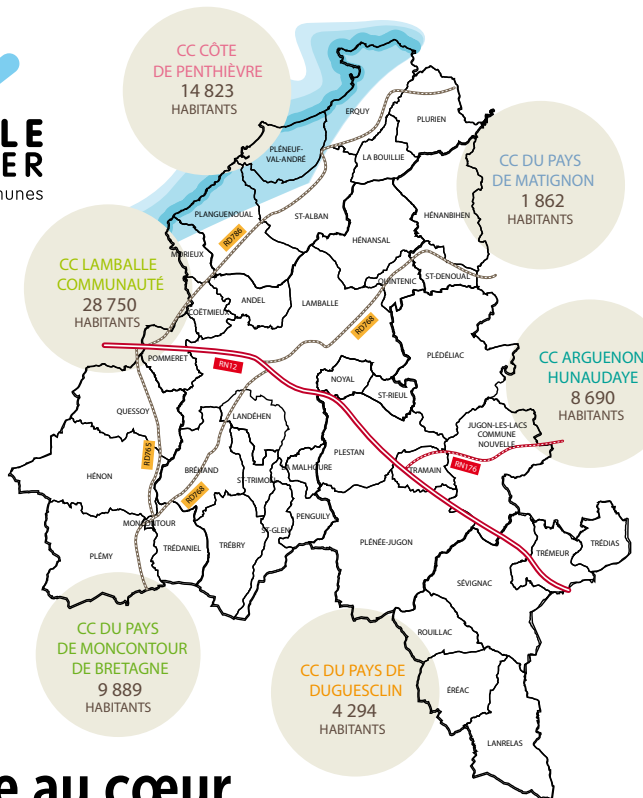 CC CÔTE
DE PENTHIÈVRE
14 823
HABITANTS
LE
ER
unes
ERQUY
PLURIEN
PLÉNEUF-
VAL-ANDRÉ
LA BOUILLIE
CC DU PAYS
DE MATIGNON
1 862
HABITANTS
PLANGUENOUAL
ST-ALBAN
HÉNANBIHEN
RD786
HÉNANSAL
MORIEUX
CC LAMBALLE
COMMUNAUTÉ
28 750
HABITANTS
QUINTENIC
ST-DENOUAL
ANDEL
LAMBALLE
COËTMIEUX
RD768
POMMERET
RN12
PLÉDÉLIAC
CC ARGUENON
HUNAUDAYE
8 690
HABITANTS
NOYAL
ST-RIEUL
QUESSOY
LANDÉHEN
JUGON-LES-LACS
COMMUNE
NOUVELLE
RD765
PLESTAN
BRÉHAND
LA MALHOURE
TRAMAIN
RN176
HÉNON
ST-TRIMOËL
RD768
PENGUILY
MONCONTOUR
ST-GLEN
PLÉMY
TRÉDANIEL
TRÉBRY
PLÉNÉE-JUGON
TRÉMEUR
TRÉDIAS
SÉVIGNAC
CC DU PAYS
DE MONCONTOUR
DE BRETAGNE
9 889
HABITANTS
ROUILLAC
CC DU PAYS DE
DUGUESCLIN
4 294
HABITANTS
ÉRÉAC
LANRELAS
e au cœur